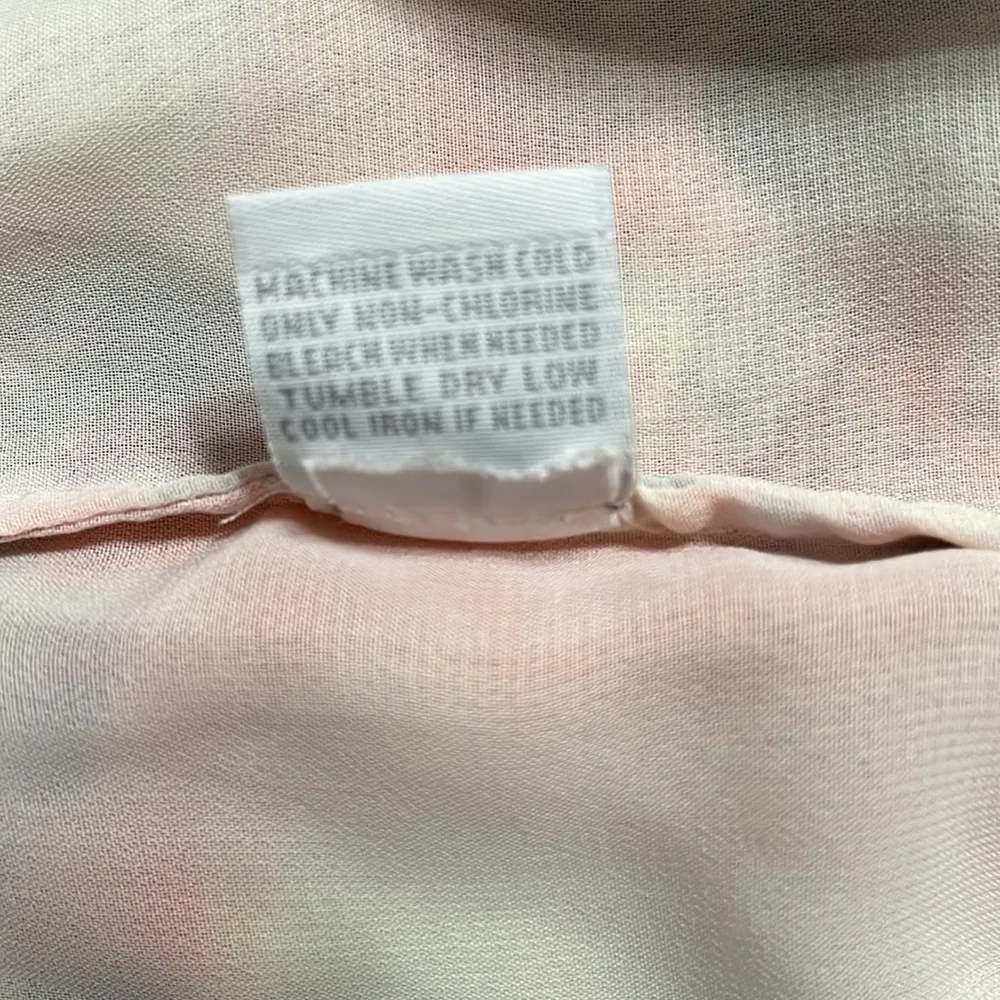 MACHINE WASH COLD
ONLY NON-CHLORINE
BLEACH WHEN NEEDED
TUMBLE DRY LOW
COOL IRON IF NEEDED